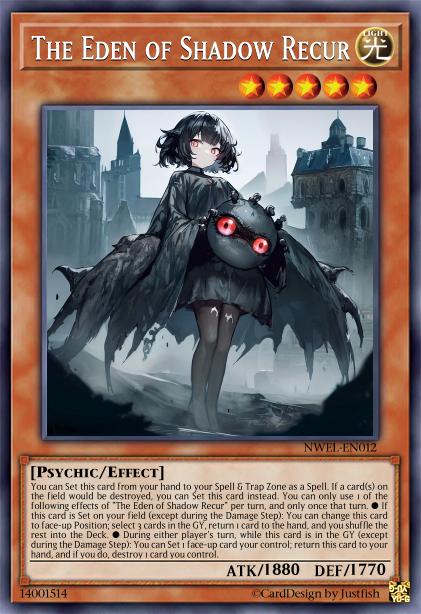 THE EDEN OF SHADOW RECUR
LIGHT
光
NWEL-EN012
[PSYCHIC/EFFECT]
You can Set this card from your hand to your Spell & Trap Zone as a Spell. If a card(s) on
the field would be destroyed, you can Set this card instead. You can only use 1 of the
following effects of "The Eden of Shadow Recur" per turn, and only once that turn. ● If
this card is Set on your field (except during the Damage Step): You can change this card
to face-up Position; select 3 cards in the GY, return 1 card to the hand, and you shuffle the
rest into the Deck. ● During either player's turn, while this card is in the GY (except
during the Damage Step): You can Set 1 face-up card your control; return this card to your
hand, and if you do, destroy 1 card you control.
ATK/1880 DEF/1770
14001514
©CardDesign by Justfish